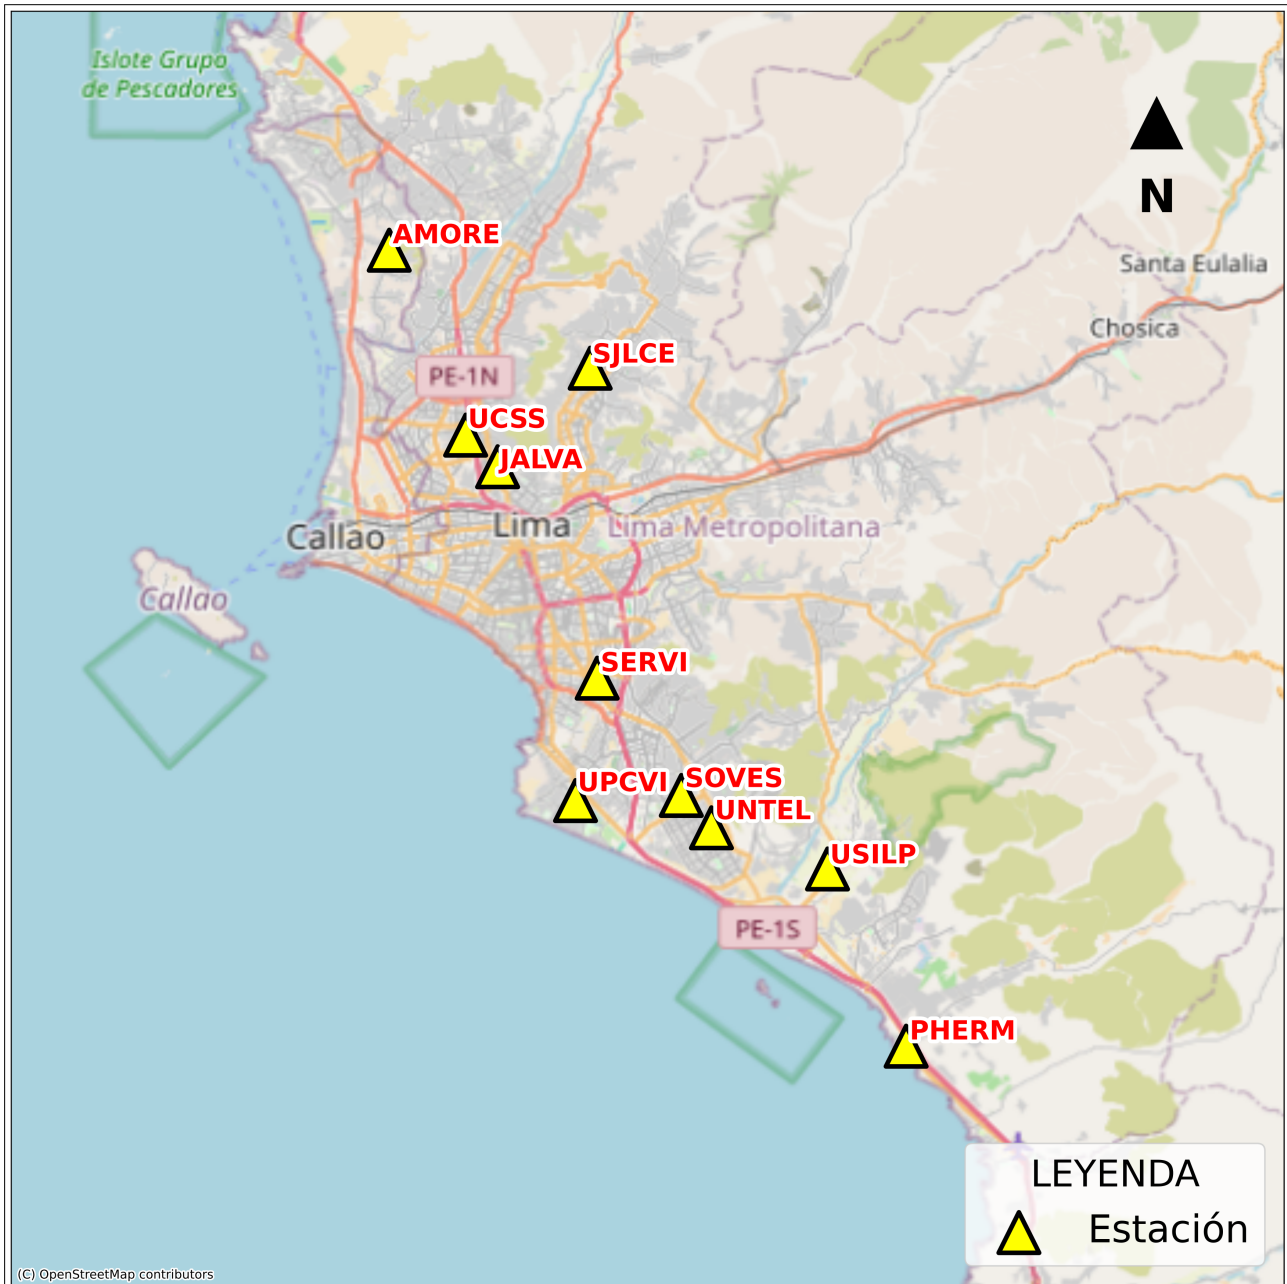 Islote Grupo
de Pescadores
N
AMORE
Santa Eulalia
Chosica
SJLCE
PE-1N
UCSS
JALVA
Lima
Callao
Lima Metropolitana
Callao
SERVI
UPCVI
SOVES
UNTEL
USILP
PE-1S
PHERM
LEYENDA
Estación
(C) OpenStreetMap contributors